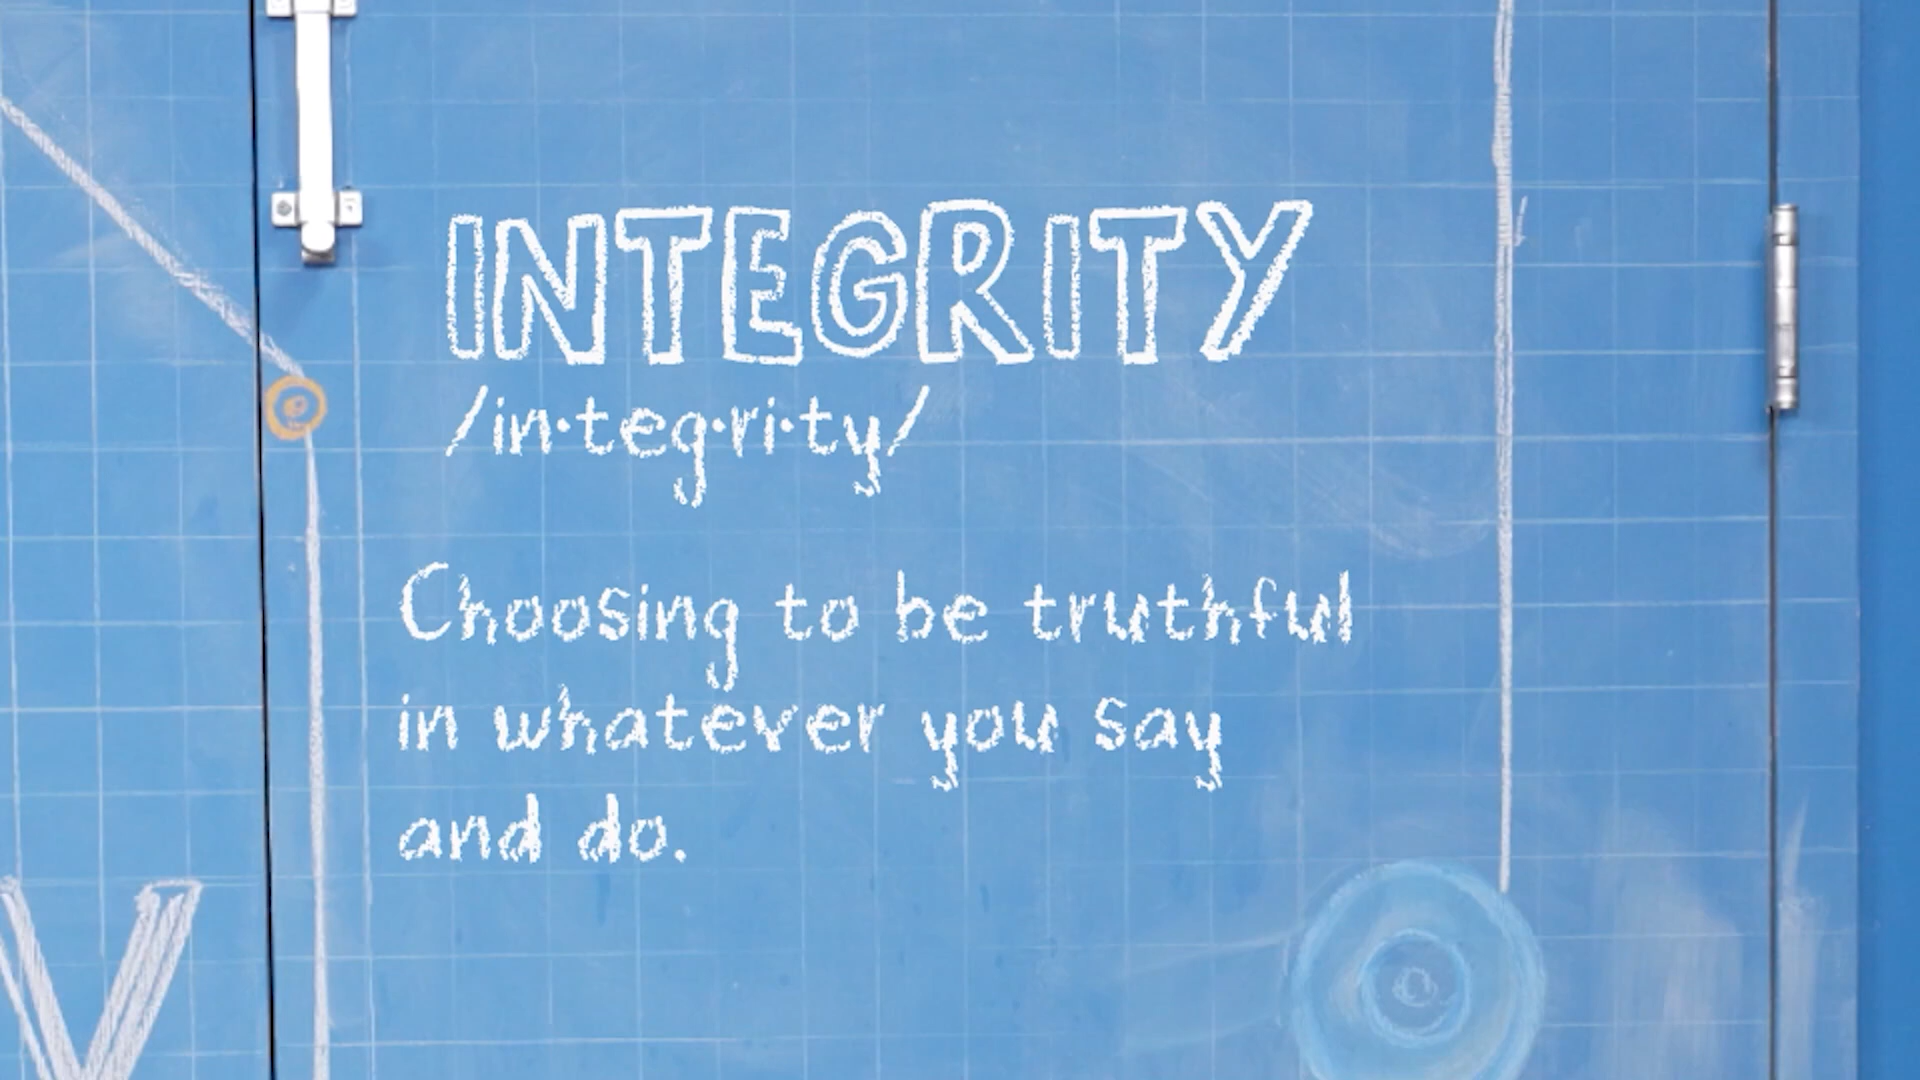 INTEGRITY
/in·teg·ri·ty/
Choosing to be truthful
in whatever you say
and do.